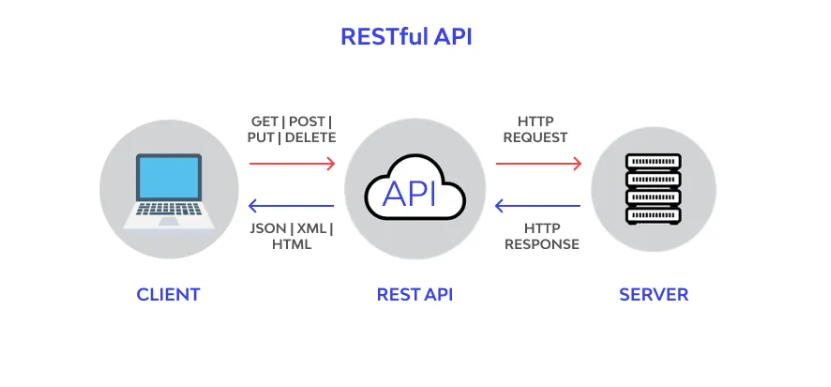 RESTful API
GET | POST |
PUT | DELETE
HTTP
REQUEST
API
JSON | XML |
HTML
HTTP
RESPONSE
CLIENT
REST API
SERVER